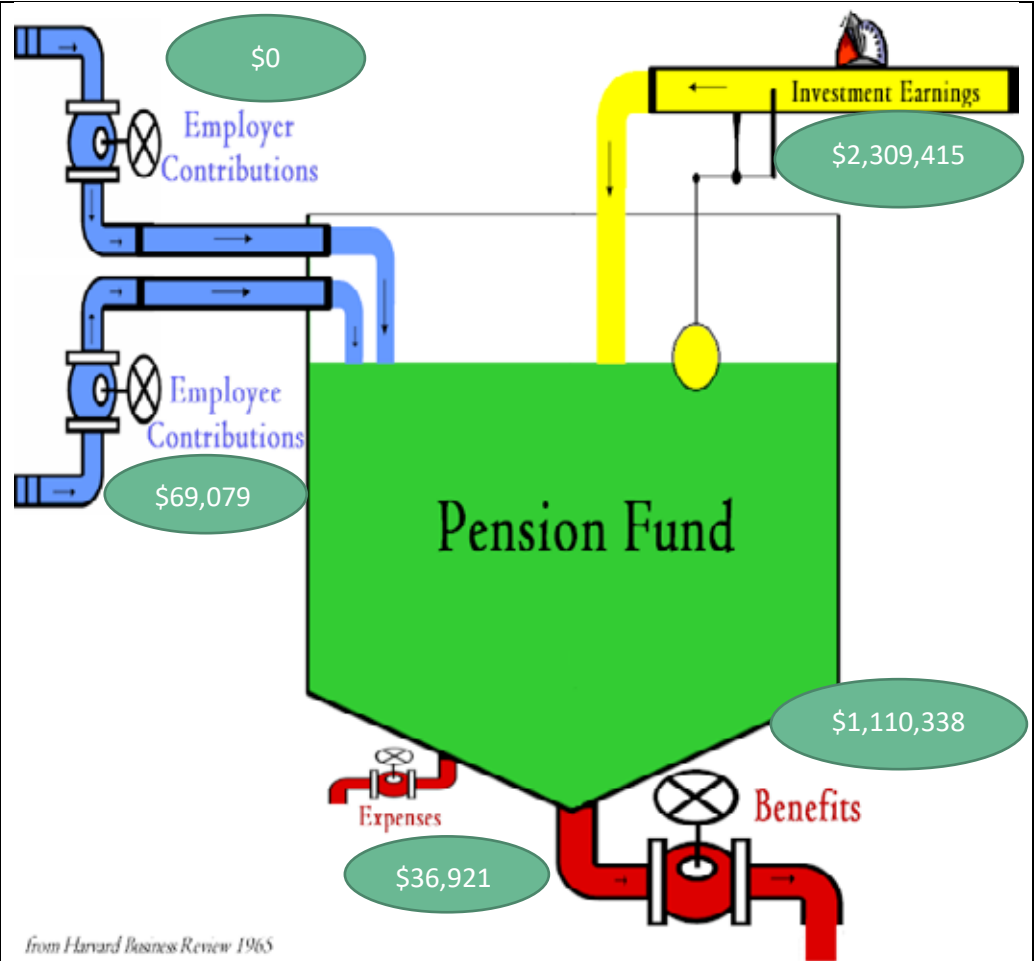 $0
Employer
Contributions
Investment Earnings
$2,309,415
Employee
Contributions
$69,079
Pension Fund
$1,110,338
Benefits
Expenses
$36,921
from Harvard Business Review 1965